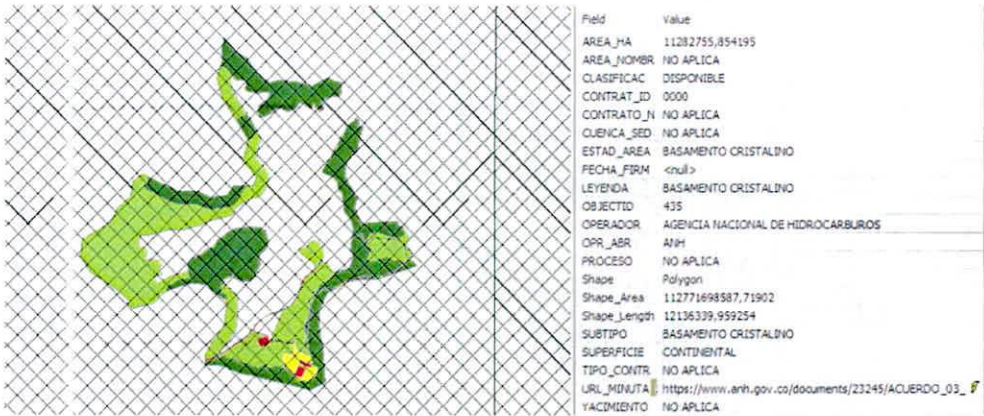 Field Value
AREA_HA 11282755,854195
AREA_NOMBR NO APLICA
CLASIFICAC DISPONIBLE
CONTRAT_ID 0000
CONTRATO_N NO APLICA
CUENCA_SED NO APLICA
ESTAD_AREA BASAMENTO CRISTALINO
FECHA_FIRM <null>
LEYENDA BASAMENTO CRISTALINO
OBJECTID 435
OPERADOR AGENCIA NACIONAL DE HIDROCARBUROS
OPR_ABR ANH
PROCESO NO APLICA
Shape Polygon
Shape_Area 112771698587,71902
Shape_Length 12136339,959254
SUBTIPO BASAMENTO CRISTALINO
SUPERFICIE CONTINENTAL
TIPO_CONTR NO APLICA
URL_MINUTA https://www.anh.gov.co/documents/23245/ACUERDO_03_
YACIMIENTO NO APLICA